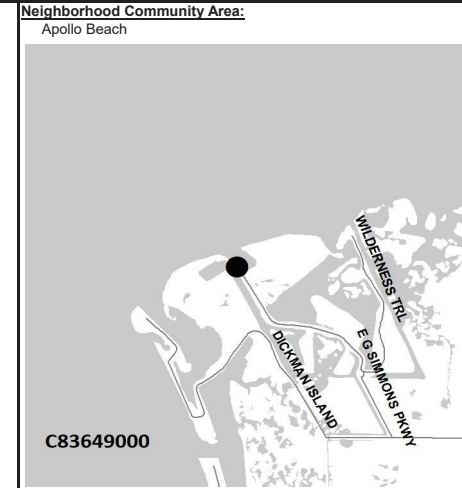 Neighborhood Community Area:
Apollo Beach
WILDERNESS TRL
DICKMAN ISLAND
E G SIMMONS PKWY
C83649000